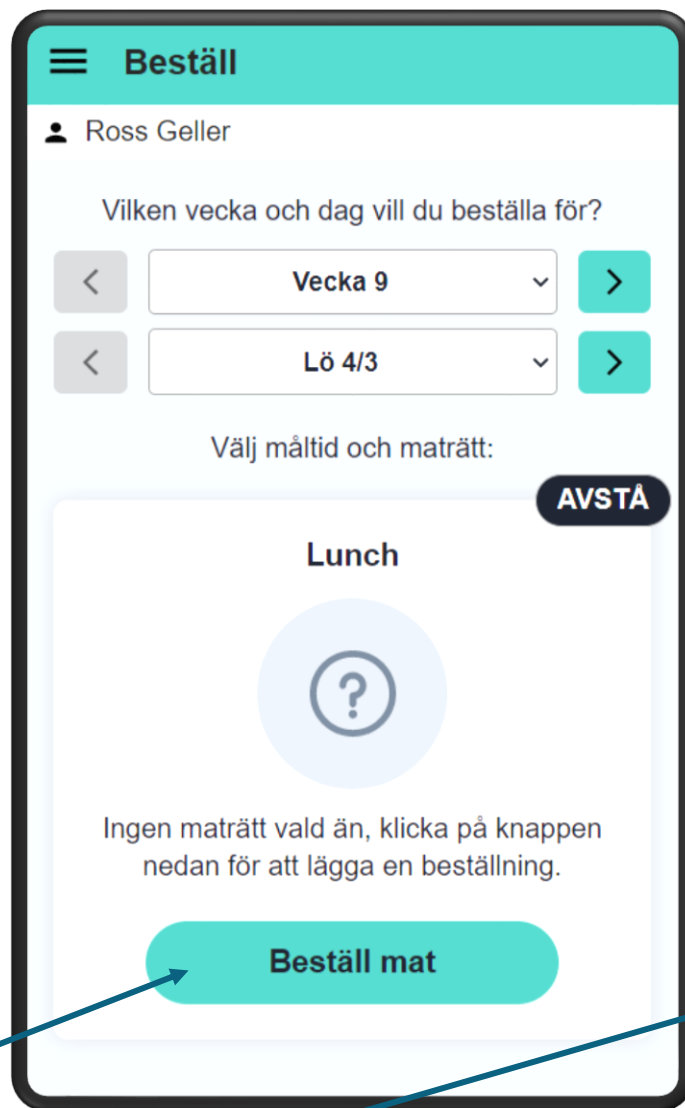 Beställ
Ross Geller
Vilken vecka och dag vill du beställa för?
Vecka 9
Lö 4/3
Välj måltid och maträtt:
AVSTÅ
Lunch
Ingen maträtt vald än, klicka på knappen
nedan för att lägga en beställning.
Beställ mat